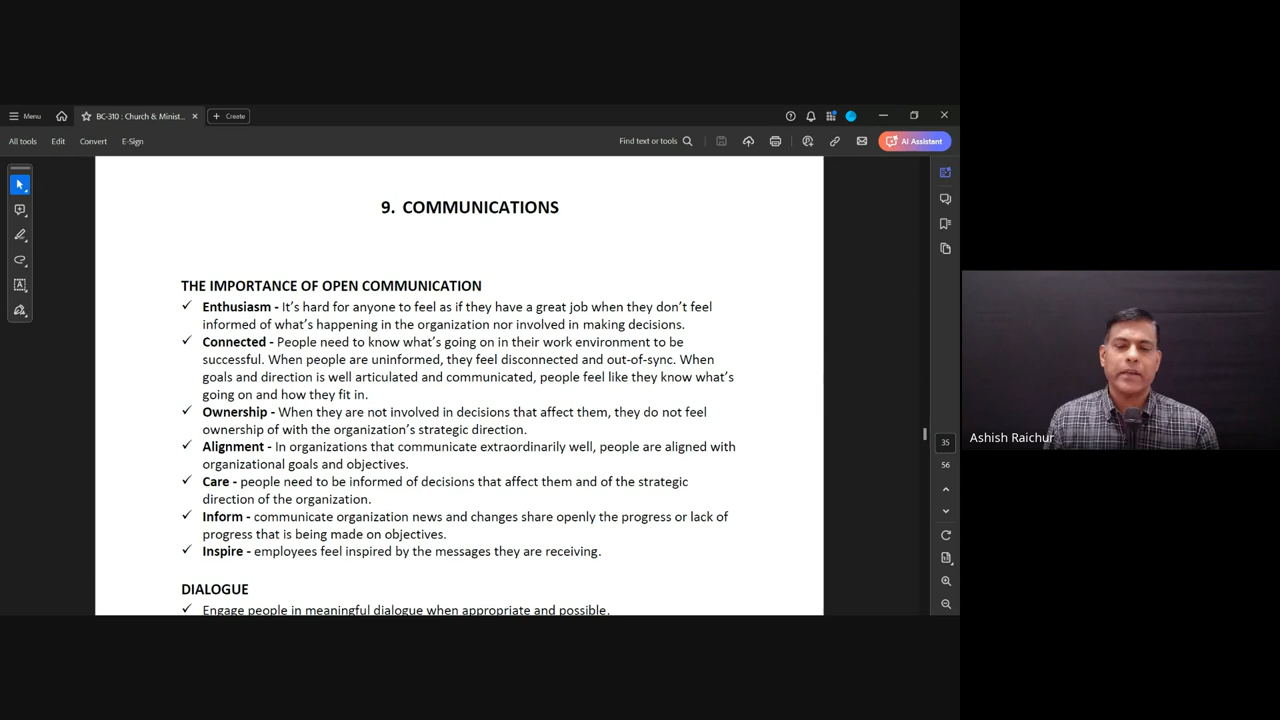 Menu
BC-310 : Church & Minist...
Create
All tools
Edit
Convert
E-Sign
Find text or tools
AI Assistant
9. COMMUNICATIONS
THE IMPORTANCE OF OPEN COMMUNICATION
✓ Enthusiasm - It's hard for anyone to feel as if they have a great job when they don't feel
informed of what's happening in the organization nor involved in making decisions.
✓ Connected - People need to know what's going on in their work environment to be
successful. When people are uninformed, they feel disconnected and out-of-sync. When
goals and direction is well articulated and communicated, people feel like they know what's
going on and how they fit in.
✓ Ownership - When they are not involved in decisions that affect them, they do not feel
ownership of with the organization's strategic direction.
✓ Alignment - In organizations that communicate extraordinarily well, people are aligned with
organizational goals and objectives.
✓ Care - people need to be informed of decisions that affect them and of the strategic
direction of the organization.
✓ Inform - communicate organization news and changes share openly the progress or lack of
progress that is being made on objectives.
✓ Inspire - employees feel inspired by the messages they are receiving.
DIALOGUE
✓ Engage people in meaningful dialogue when appropriate and possible.
35
56
Ashish Raichur